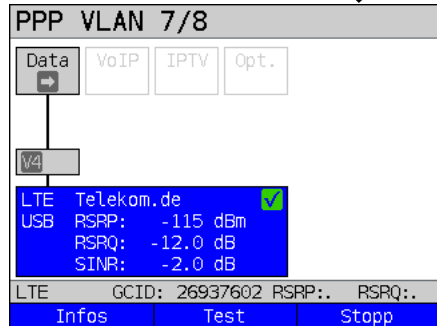 PPP VLAN 7/8
Data VoIP IPTV Opt.
V4
LTE Telekom.de
USB RSRP: -115 dBm
RSRQ: -12.0 dB
SINR: -2.0 dB
LTE GCID: 26937602 RSRP:. RSRQ:.
Infos Test Stopp